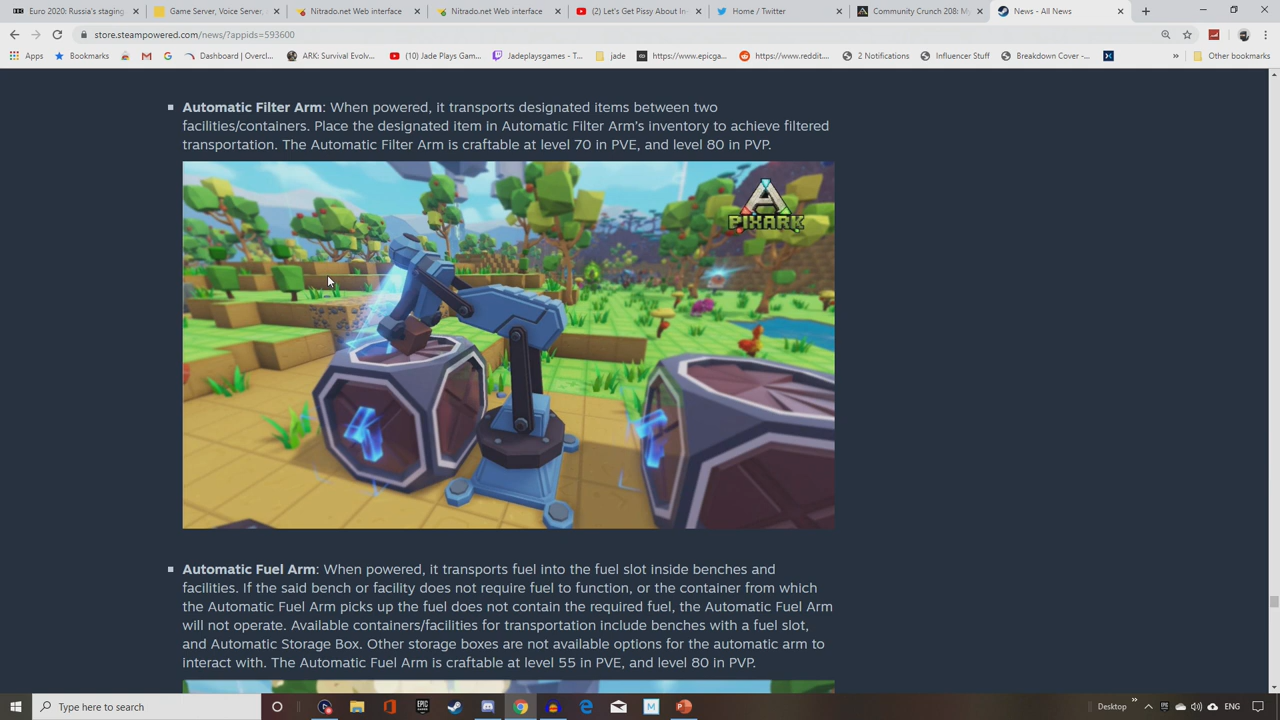 Euro 2020: Russia's staging
Game Server, Voice Server,
Nitrado.net Web interface
Nitrado.net Web interface
(2) Let's Get Pissy About In
Home / Twitter
Community Crunch 208: My
News - All News
store.steampowered.com/news/?appids=593600
Apps
Bookmarks
Dashboard | Overcl...
ARK: Survival Evolv...
(10) Jade Plays Gam...
Jadeplaysgames - T...
jade
https://www.epicga...
https://www.reddit....
2 Notifications
Influencer Stuff
Breakdown Cover -...
»
Other bookmarks
Automatic Filter Arm: When powered, it transports designated items between two
facilities/containers. Place the designated item in Automatic Filter Arm's inventory to achieve filtered
transportation. The Automatic Filter Arm is craftable at level 70 in PVE, and level 80 in PVP.
PIXARK
Automatic Fuel Arm: When powered, it transports fuel into the fuel slot inside benches and
facilities. If the said bench or facility does not require fuel to function, or the container from which
the Automatic Fuel Arm picks up the fuel does not contain the required fuel, the Automatic Fuel Arm
will not operate. Available containers/facilities for transportation include benches with a fuel slot,
and Automatic Storage Box. Other storage boxes are not available options for the automatic arm to
interact with. The Automatic Fuel Arm is craftable at level 55 in PVE, and level 80 in PVP.
Type here to search
EPIC
M
Desktop
»
ENG